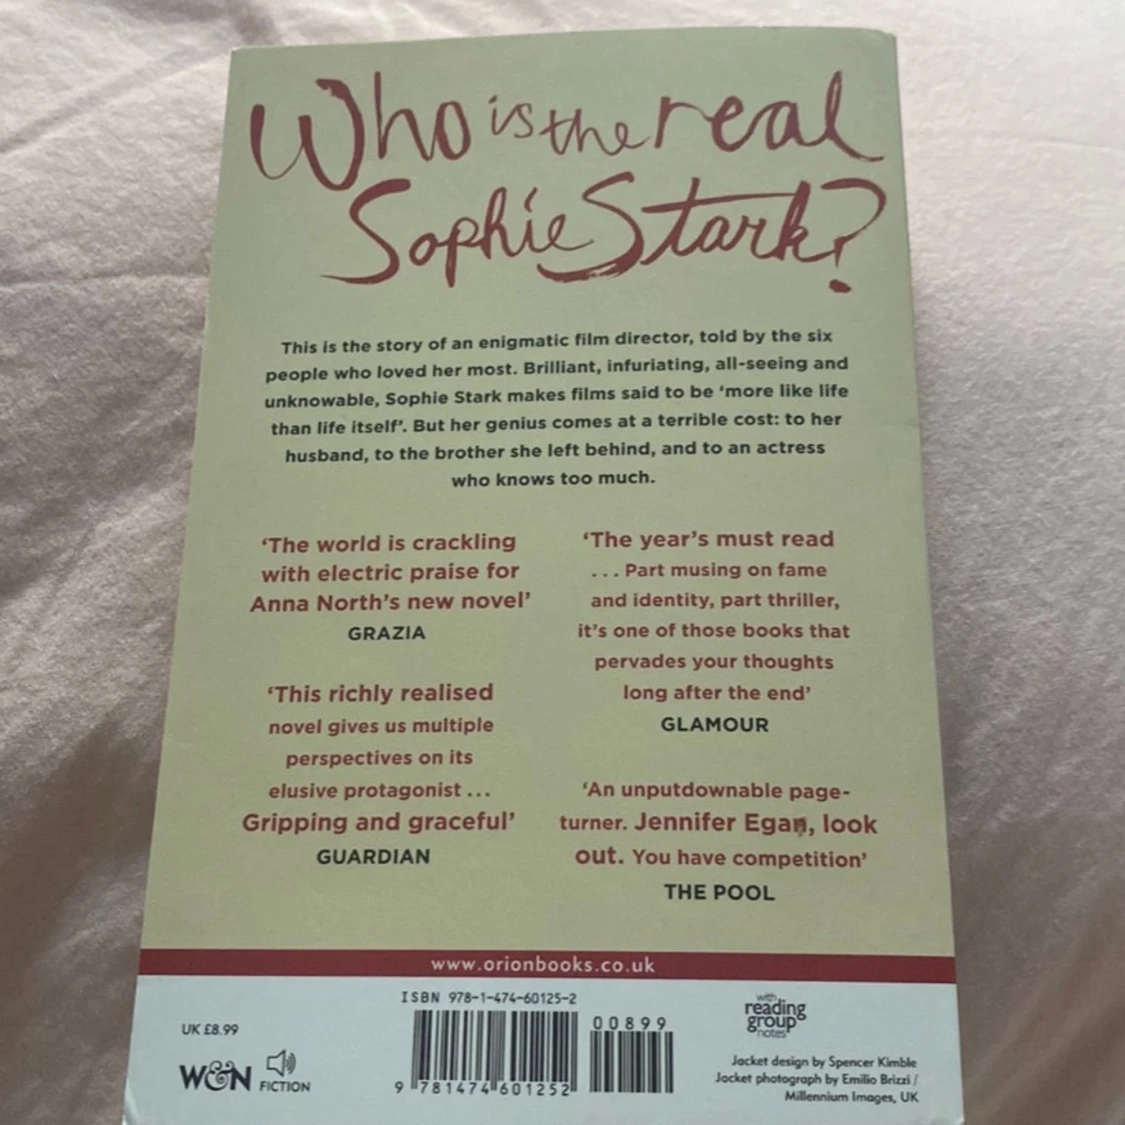 Who is the real
Sophie Stark?
This is the story of an enigmatic film director, told by the six
people who loved her most. Brilliant, infuriating, all-seeing and
unknowable, Sophie Stark makes films said to be ‘more like life
than life itself’. But her genius comes at a terrible cost: to her
husband, to the brother she left behind, and to an actress
who knows too much.
‘The world is crackling
with electric praise for
Anna North’s new novel’
GRAZIA
‘This richly realised
novel gives us multiple
perspectives on its
elusive protagonist ...
Gripping and graceful’
GUARDIAN
‘The year’s must read
... Part musing on fame
and identity, part thriller,
it’s one of those books that
pervades your thoughts
long after the end’
GLAMOUR
‘An unputdownable page-
turner. Jennifer Egan, look
out. You have competition’
THE POOL
www.orionbooks.co.uk
UK £8.99
W&N
FICTION
ISBN 978-1-474-60125-2
00899
9 781474 601252
with
reading
group
notes
Jacket design by Spencer Kimble
Jacket photograph by Emilio Brizzi /
Millennium Images, UK